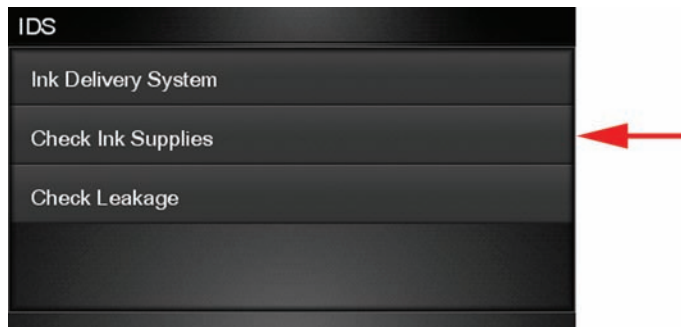 IDS
Ink Delivery System
Check Ink Supplies
Check Leakage